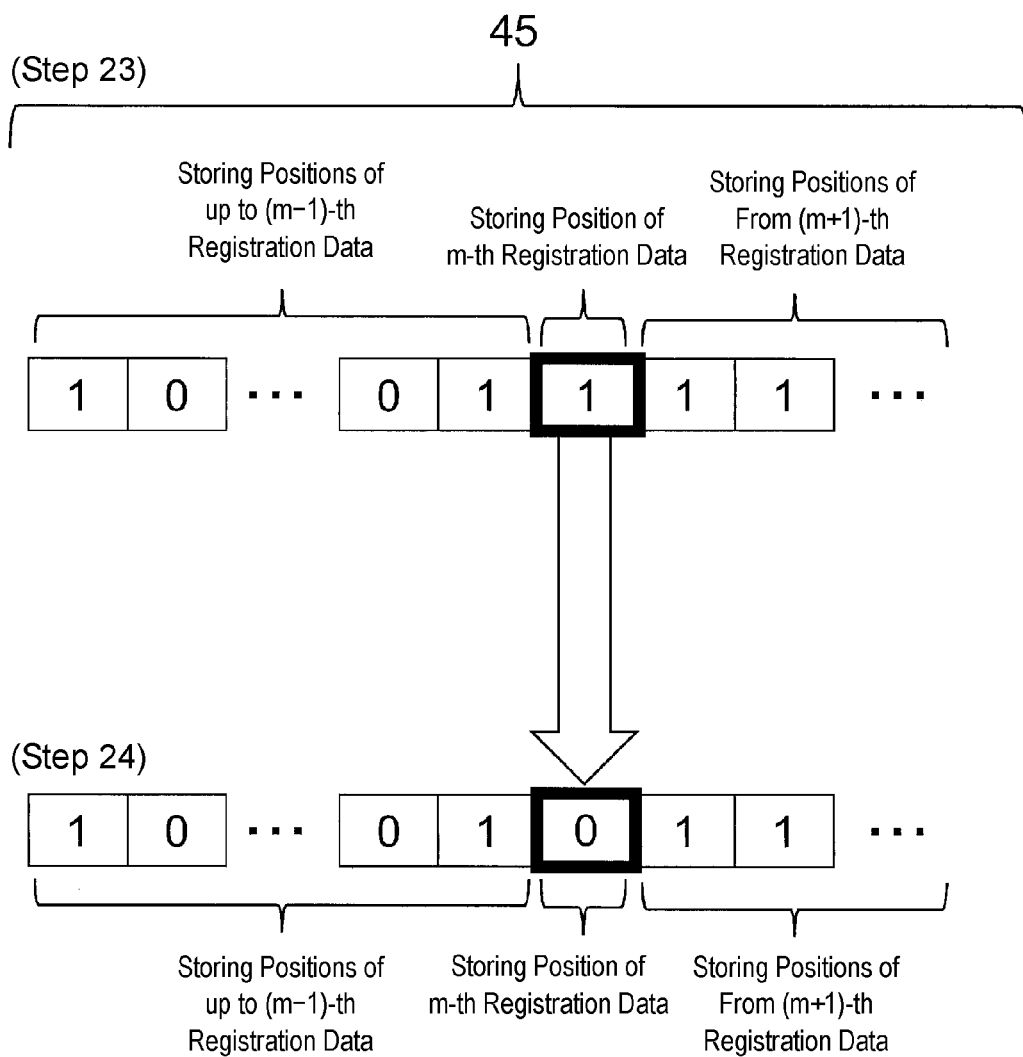 45
(Step 23)
Storing Positions of
up to (m−1)-th
Registration Data
Storing Position of
m-th Registration Data
Storing Positions of
From (m+1)-th
Registration Data
1 0 ··· 0 1 1 1 1 ···
(Step 24)
1 0 ··· 0 1 0 1 1 ···
Storing Positions of
up to (m−1)-th
Registration Data
Storing Position of
m-th Registration Data
Storing Positions of
From (m+1)-th
Registration Data